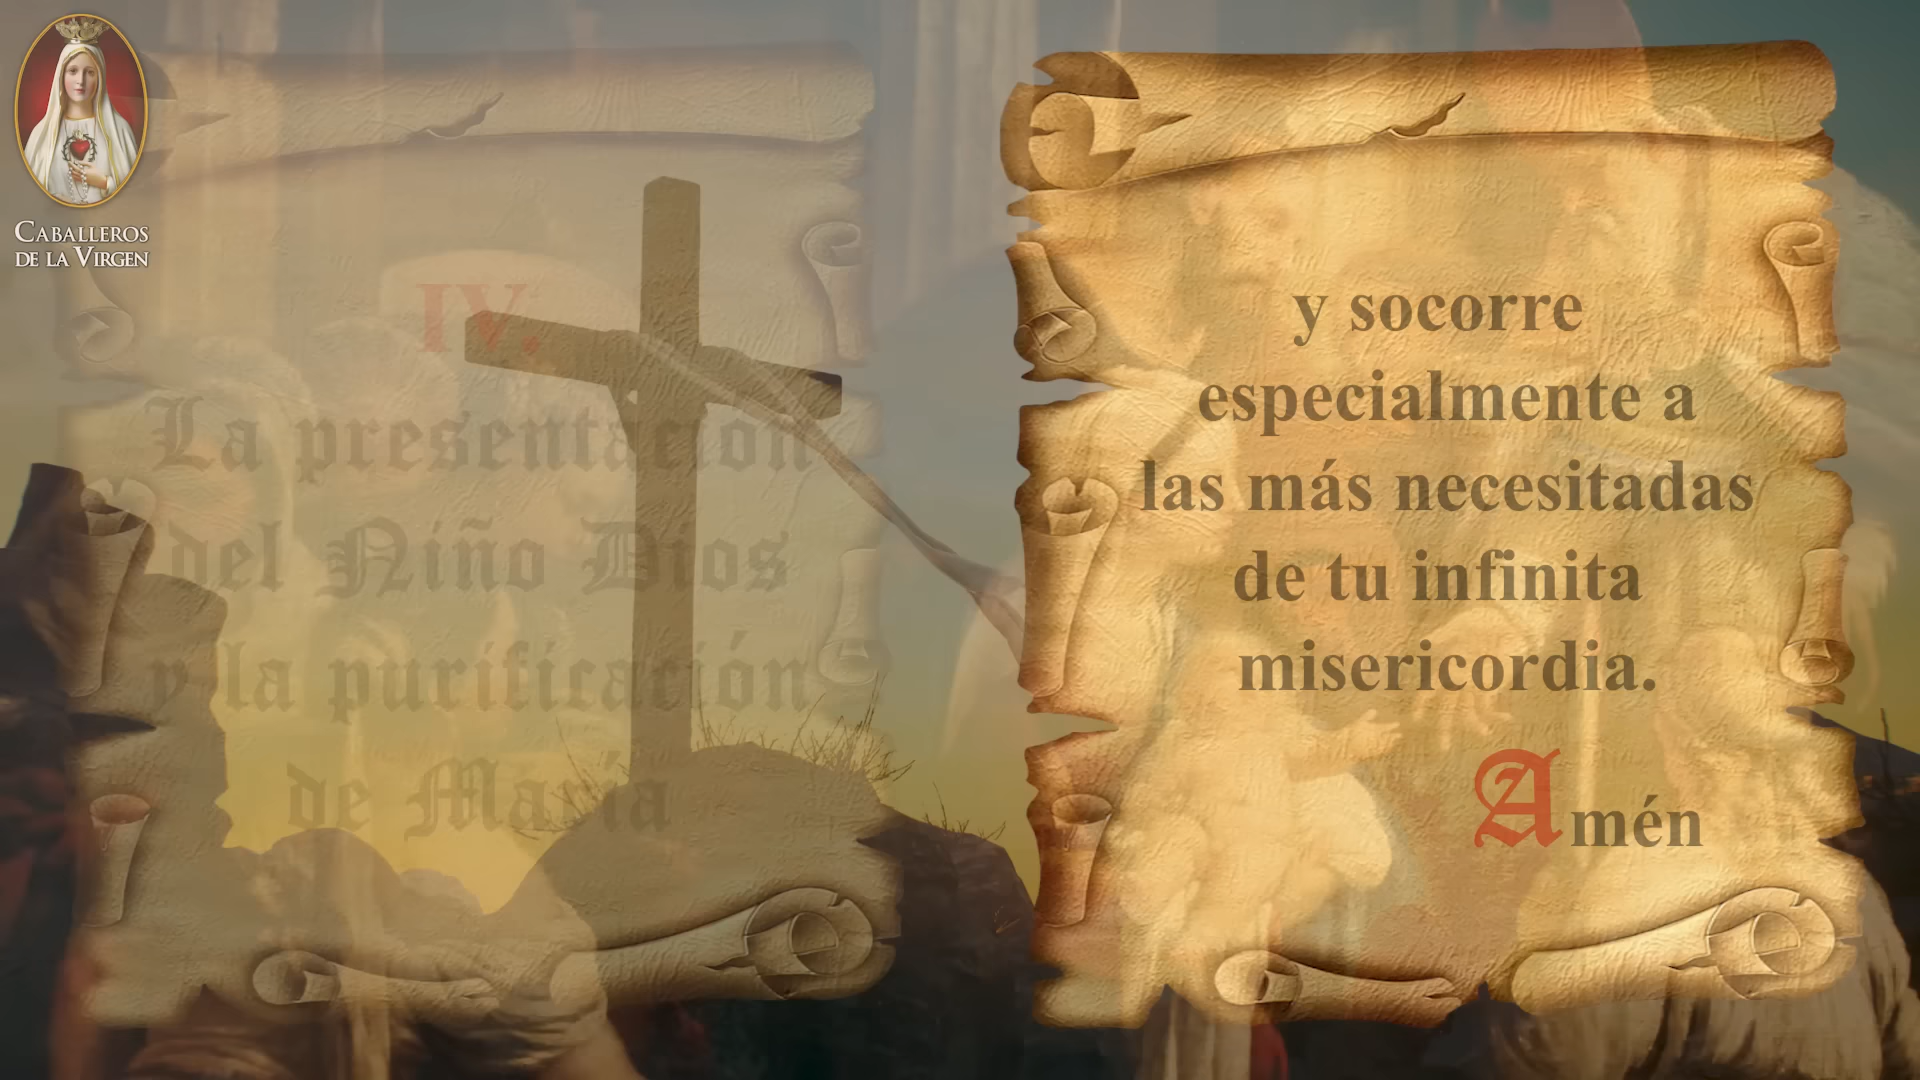 CABALLEROS
DE LA VIRGEN
IV.
La presentación
del Niño Dios
y la purificación
de María
y socorre
especialmente a
las más necesitadas
de tu infinita
misericordia.
Amén